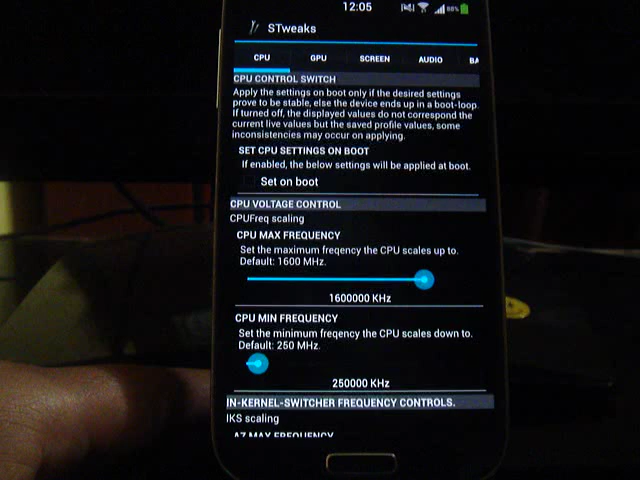 12:05
88%
STweaks
CPU
GPU
SCREEN
AUDIO
BA
CPU CONTROL SWITCH
Apply the settings on boot only if the desired settings
prove to be stable, else the device ends up in a boot-loop.
If turned off, the displayed values do not correspond the
current live values but the saved profile values, some
inconsistencies may occur on applying.
SET CPU SETTINGS ON BOOT
If enabled, the below settings will be applied at boot.
Set on boot
CPU VOLTAGE CONTROL
CPUFreq scaling
CPU MAX FREQUENCY
Set the maximum freqency the CPU scales up to.
Default: 1600 MHz.
1600000 KHz
CPU MIN FREQUENCY
Set the minimum freqency the CPU scales down to.
Default: 250 MHz.
250000 KHz
IN-KERNEL-SWITCHER FREQUENCY CONTROLS.
IKS scaling
A7 MAX FREQUENCY